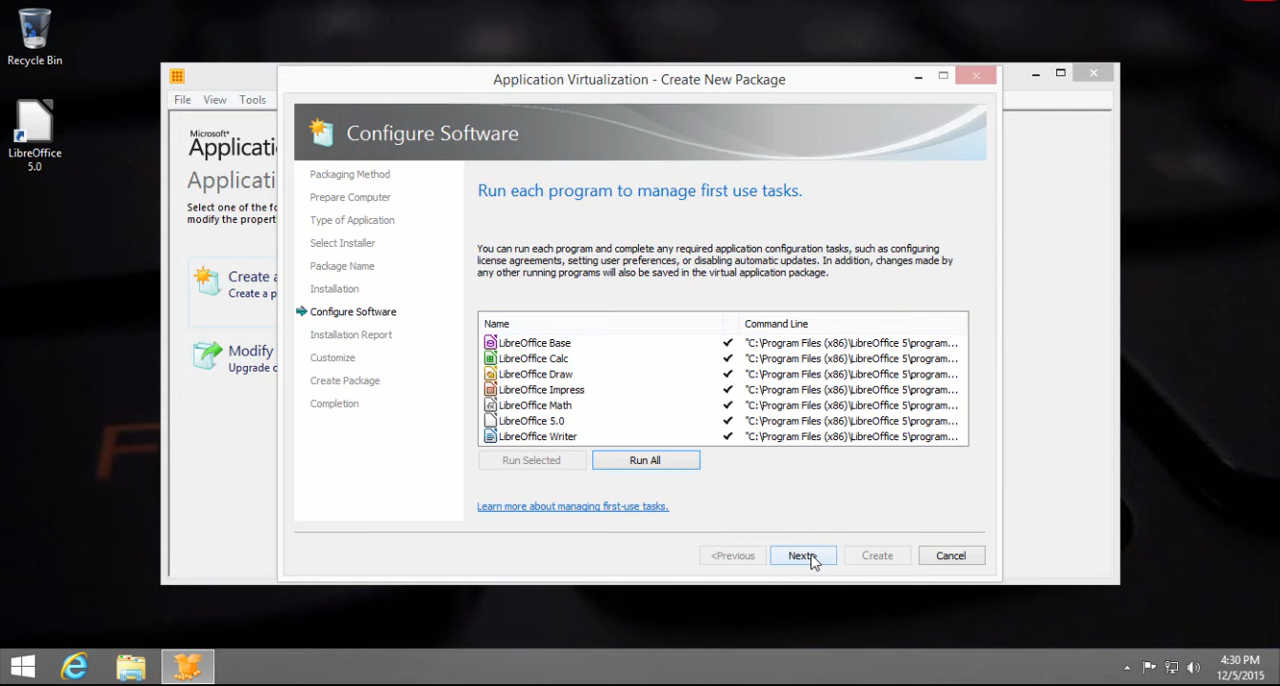 Recycle Bin
LibreOffice
5.0
File View Tools
Microsoft®
Applicati
Applicati
Select one of the fo
modify the propert
Create a
Create a p
Modify
Upgrade c
Application Virtualization - Create New Package
Configure Software
Packaging Method
Prepare Computer
Type of Application
Select Installer
Package Name
Installation
Configure Software
Installation Report
Customize
Create Package
Completion
Run each program to manage first use tasks.
You can run each program and complete any required application configuration tasks, such as configuring
license agreements, setting user preferences, or disabling automatic updates. In addition, changes made by
any other running programs will also be saved in the virtual application package.
Name Command Line
LibreOffice Base "C:\Program Files (x86)\LibreOffice 5\program...
LibreOffice Calc "C:\Program Files (x86)\LibreOffice 5\program...
LibreOffice Draw "C:\Program Files (x86)\LibreOffice 5\program...
LibreOffice Impress "C:\Program Files (x86)\LibreOffice 5\program...
LibreOffice Math "C:\Program Files (x86)\LibreOffice 5\program...
LibreOffice 5.0 "C:\Program Files (x86)\LibreOffice 5\program...
LibreOffice Writer "C:\Program Files (x86)\LibreOffice 5\program...
Run Selected Run All
Learn more about managing first-use tasks.
<Previous Next> Create Cancel
4:30 PM
12/5/2015